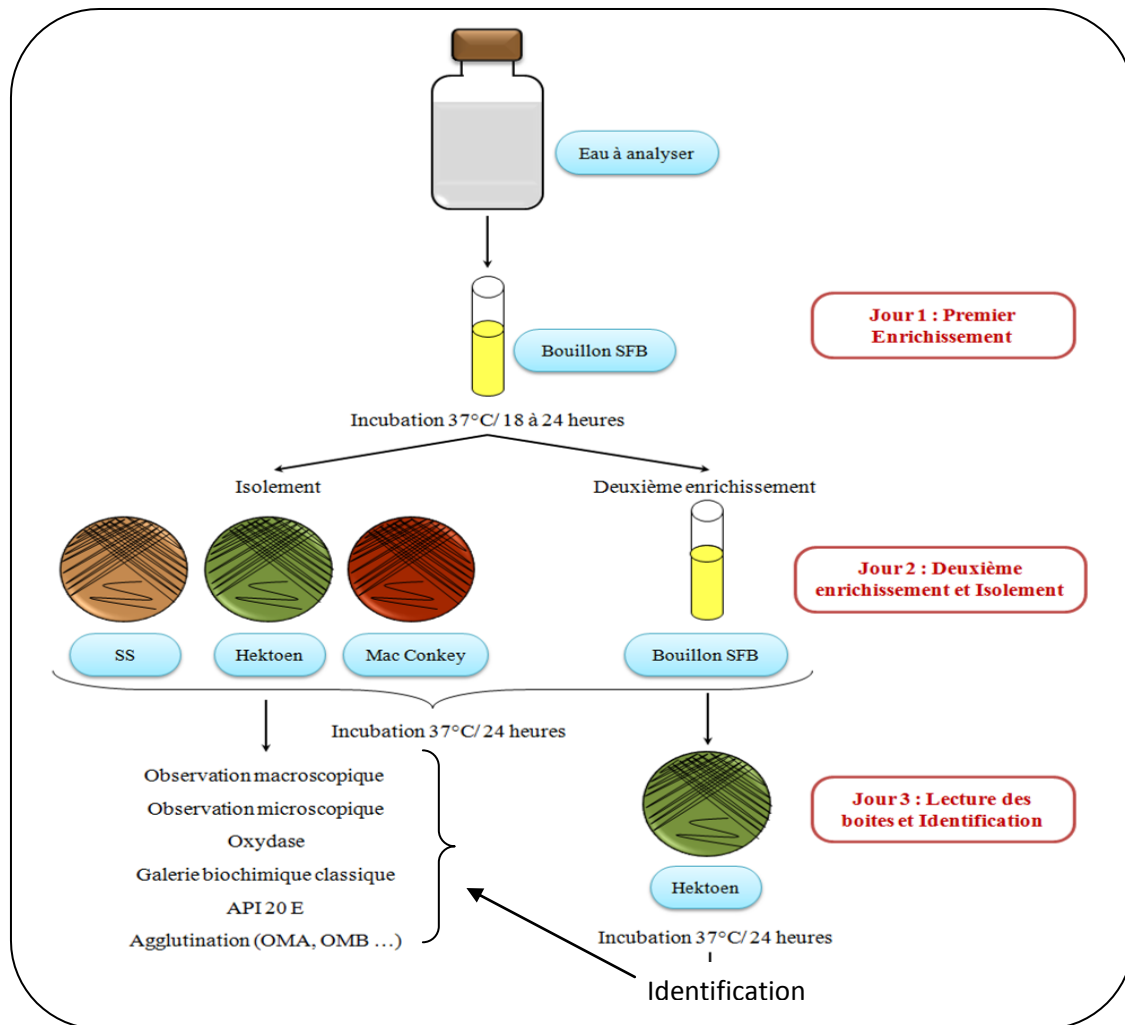 Eau à analyser
Jour 1 : Premier
Enrichissement
Bouillon SFB
Incubation 37°C/ 18 à 24 heures
Isolement
Deuxième enrichissement
Jour 2 : Deuxième
enrichissement et Isolement
SS
Hektoen
Mac Conkey
Bouillon SFB
Incubation 37°C/ 24 heures
Observation macroscopique
Observation microscopique
Oxydase
Galerie biochimique classique
API 20 E
Agglutination (OMA, OMB ...)
Jour 3 : Lecture des
boites et Identification
Hektoen
Incubation 37°C/ 24 heures
Identification